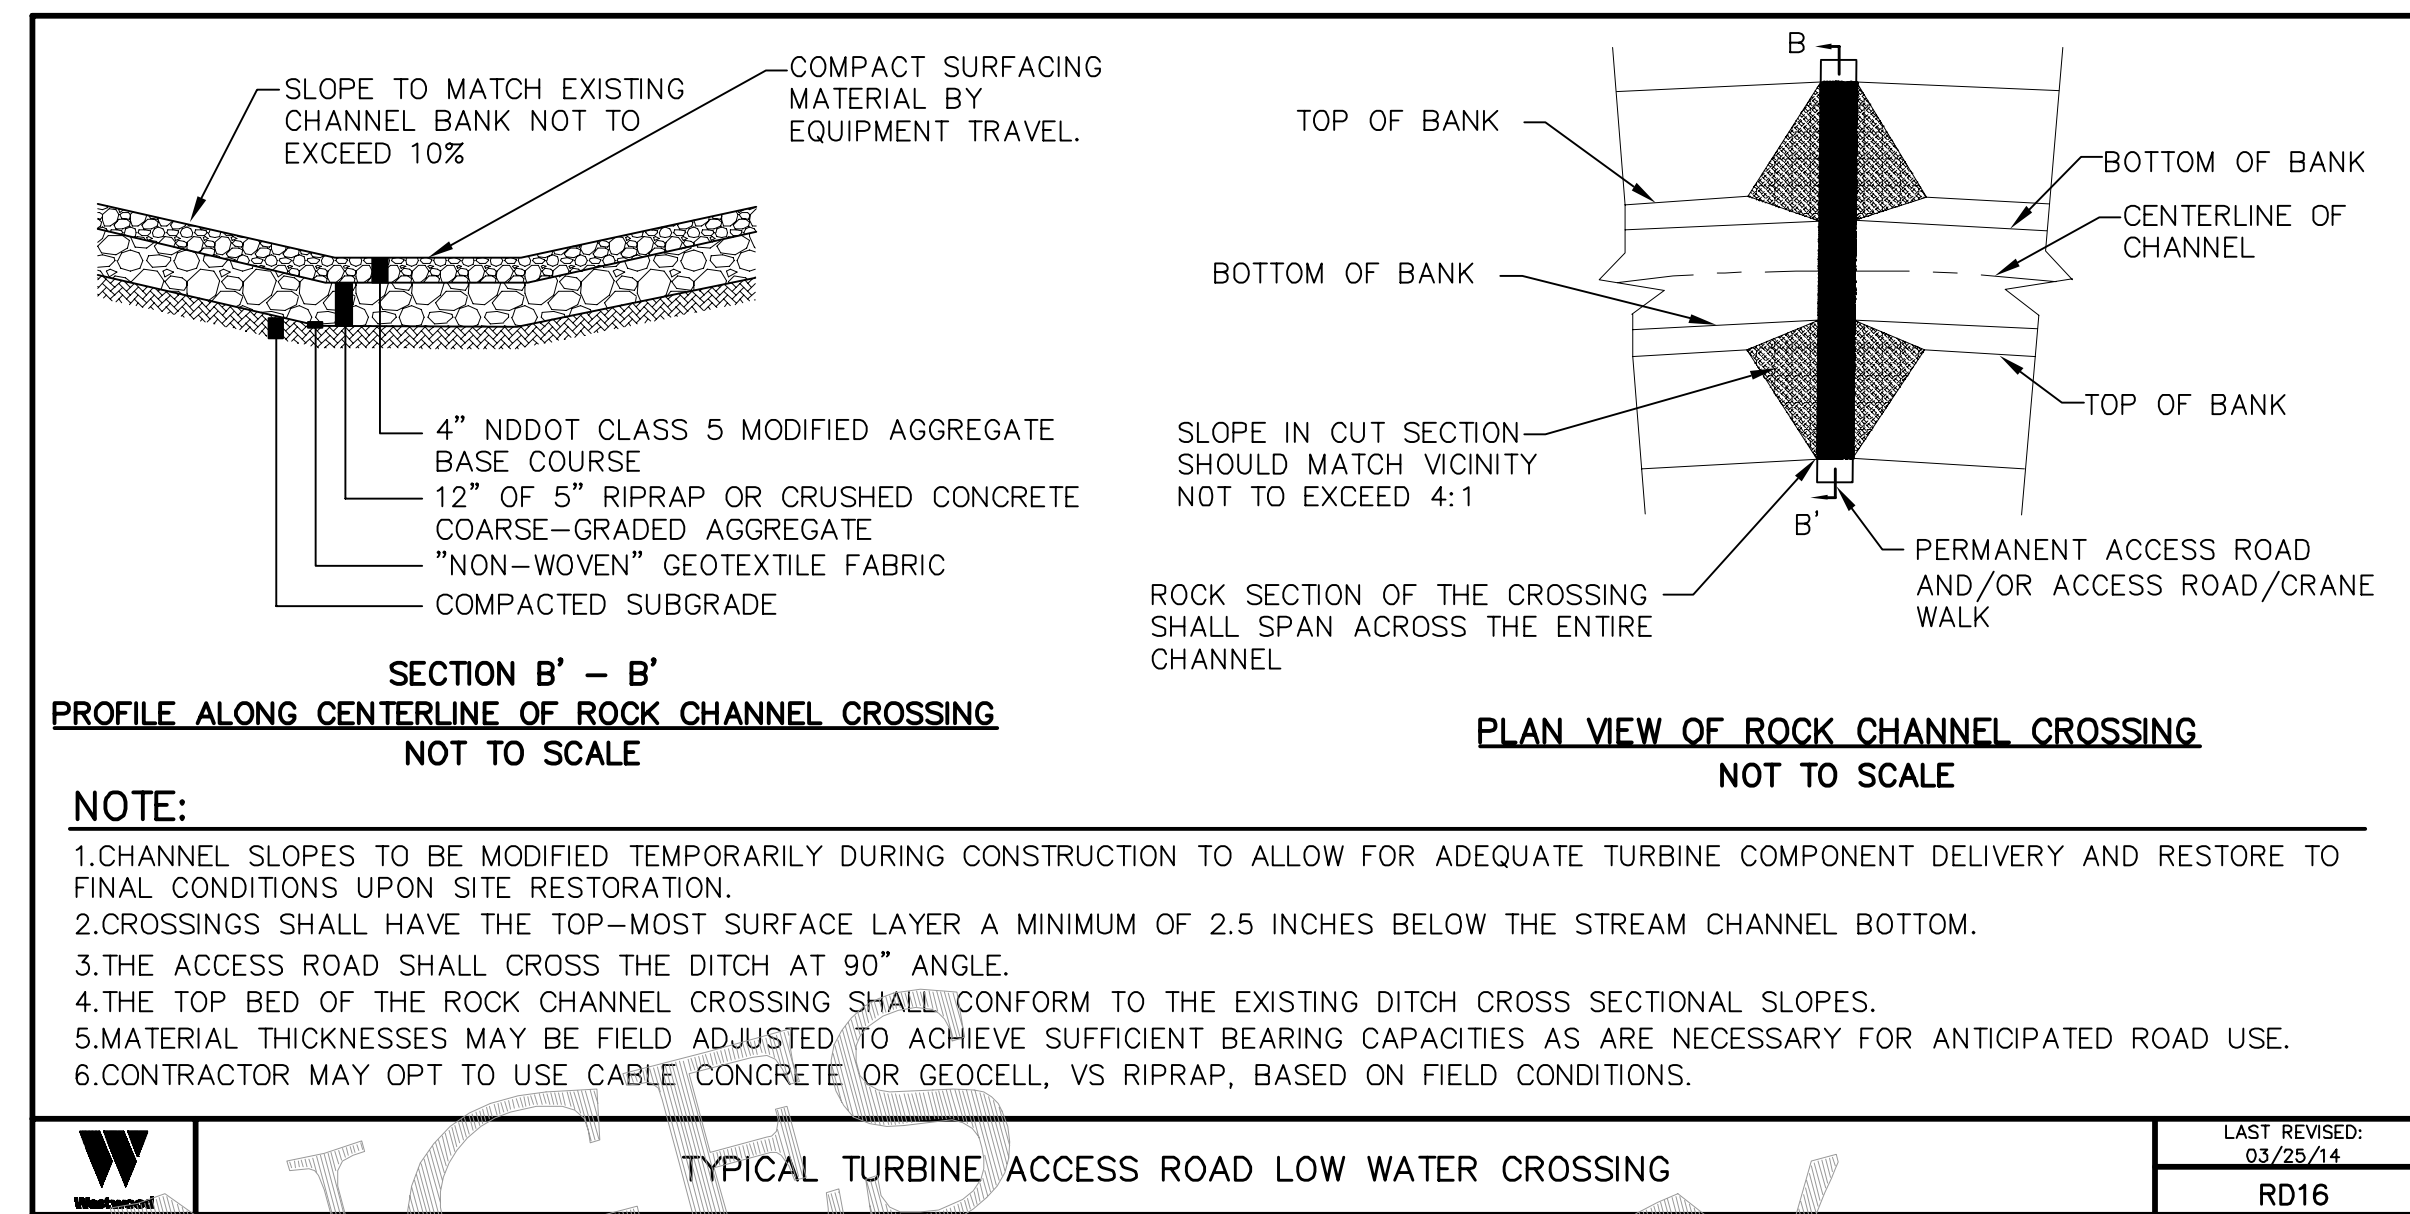 SLOPE TO MATCH EXISTING
CHANNEL BANK NOT TO
EXCEED 10%
COMPACT SURFACING
MATERIAL BY
EQUIPMENT TRAVEL.
4” NDDOT CLASS 5 MODIFIED AGGREGATE
BASE COURSE
12” OF 5” RIPRAP OR CRUSHED CONCRETE
COARSE-GRADED AGGREGATE
”NON-WOVEN” GEOTEXTILE FABRIC
COMPACTED SUBGRADE
SECTION B’ - B’
PROFILE ALONG CENTERLINE OF ROCK CHANNEL CROSSING
NOT TO SCALE
B
TOP OF BANK
BOTTOM OF BANK
CENTERLINE OF
CHANNEL
BOTTOM OF BANK
TOP OF BANK
SLOPE IN CUT SECTION
SHOULD MATCH VICINITY
NOT TO EXCEED 4:1
B'
PERMANENT ACCESS ROAD
AND/OR ACCESS ROAD/CRANE
WALK
ROCK SECTION OF THE CROSSING
SHALL SPAN ACROSS THE ENTIRE
CHANNEL
PLAN VIEW OF ROCK CHANNEL CROSSING
NOT TO SCALE
NOTE:
1.CHANNEL SLOPES TO BE MODIFIED TEMPORARILY DURING CONSTRUCTION TO ALLOW FOR ADEQUATE TURBINE COMPONENT DELIVERY AND RESTORE TO
FINAL CONDITIONS UPON SITE RESTORATION.
2.CROSSINGS SHALL HAVE THE TOP-MOST SURFACE LAYER A MINIMUM OF 2.5 INCHES BELOW THE STREAM CHANNEL BOTTOM.
3.THE ACCESS ROAD SHALL CROSS THE DITCH AT 90” ANGLE.
4.THE TOP BED OF THE ROCK CHANNEL CROSSING SHALL CONFORM TO THE EXISTING DITCH CROSS SECTIONAL SLOPES.
5.MATERIAL THICKNESSES MAY BE FIELD ADJUSTED TO ACHIEVE SUFFICIENT BEARING CAPACITIES AS ARE NECESSARY FOR ANTICIPATED ROAD USE.
6.CONTRACTOR MAY OPT TO USE CABLE CONCRETE OR GEOCELL, VS RIPRAP, BASED ON FIELD CONDITIONS.
Westwood
TYPICAL TURBINE ACCESS ROAD LOW WATER CROSSING
LAST REVISED:
03/25/14
RD16